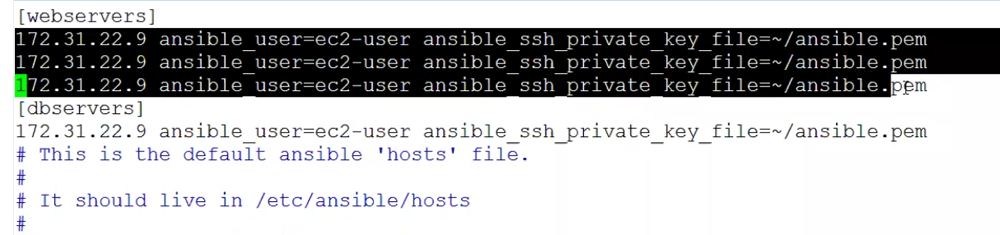 [webservers]
172.31.22.9 ansible_user=ec2-user ansible_ssh_private_key_file=~/ansible.pem
172.31.22.9 ansible_user=ec2-user ansible_ssh_private_key_file=~/ansible.pem
172.31.22.9 ansible_user=ec2-user ansible_ssh_private_key_file=~/ansible.pem
[dbservers]
172.31.22.9 ansible_user=ec2-user ansible_ssh_private_key_file=~/ansible.pem
# This is the default ansible 'hosts' file.
#
# It should live in /etc/ansible/hosts
#